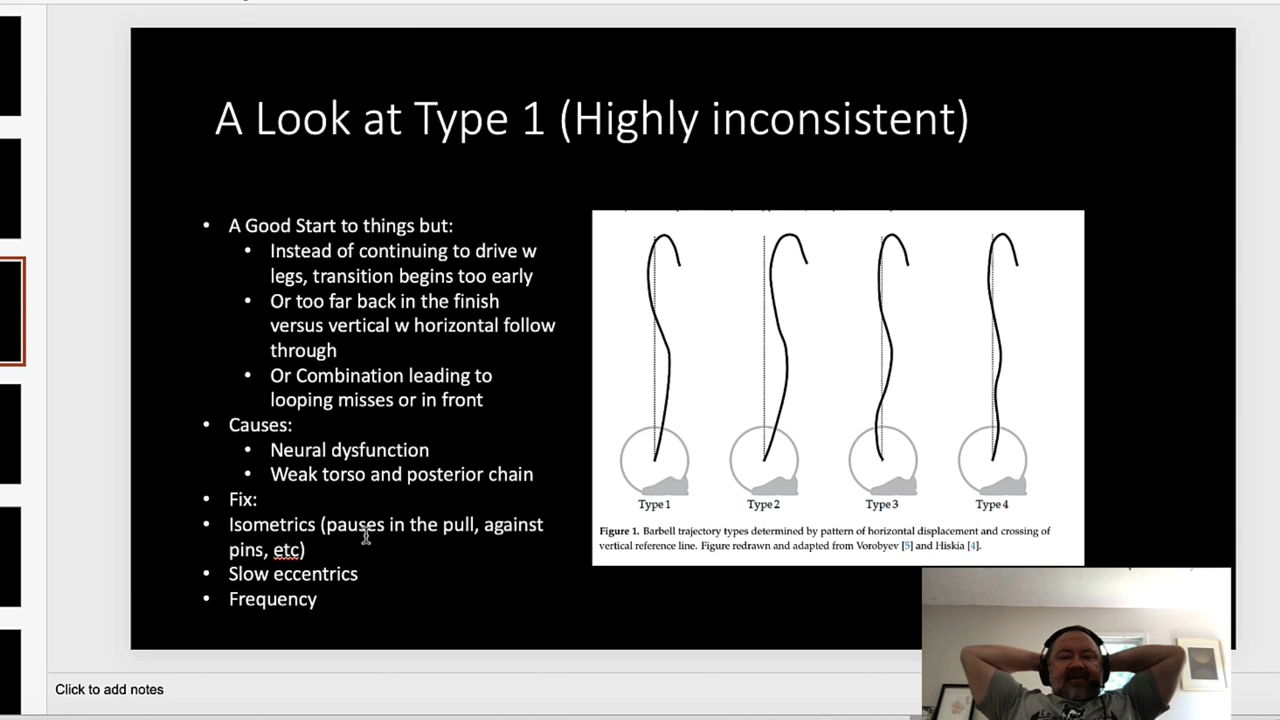 A Look at Type 1 (Highly inconsistent)
• A Good Start to things but:
• Instead of continuing to drive w
legs, transition begins too early
• Or too far back in the finish
versus vertical w horizontal follow
through
• Or Combination leading to
looping misses or in front
• Causes:
• Neural dysfunction
• Weak torso and posterior chain
• Fix:
• Isometrics (pauses in the pull, against
pins, etc)
• Slow eccentrics
• Frequency
Type 1
Type 2
Type 3
Type 4
Figure 1. Barbell trajectory types determined by pattern of horizontal displacement and crossing of
vertical reference line. Figure redrawn and adapted from Vorobyev [5] and Hiskia [4].
Click to add notes